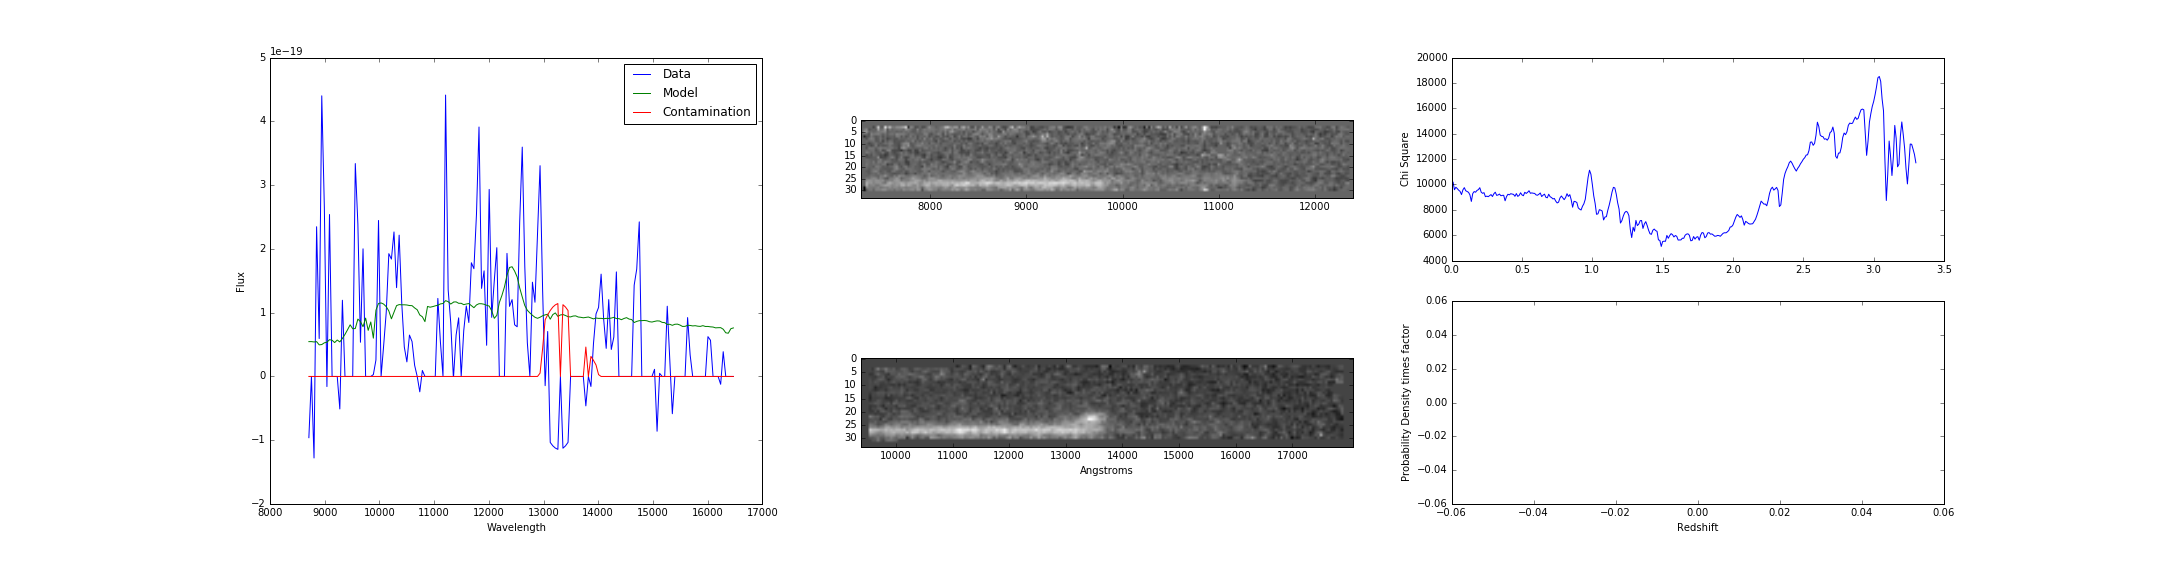 1e−19
5
4
3
2
1
0
−1
−2
Flux
Data
Model
Contamination
8000 9000 10000 11000 12000 13000 14000 15000 16000 17000
Wavelength
0
5
10
15
20
25
30
8000 9000 10000 11000 12000
0
5
10
15
20
25
30
10000 11000 12000 13000 14000 15000 16000 17000
Angstroms
20000
18000
16000
14000
12000
10000
8000
6000
4000
Chi Square
0.0 0.5 1.0 1.5 2.0 2.5 3.0 3.5
0.06
0.04
0.02
0.00
−0.02
−0.04
−0.06
Probability Density times factor
−0.06 −0.04 −0.02 0.00 0.02 0.04 0.06
Redshift